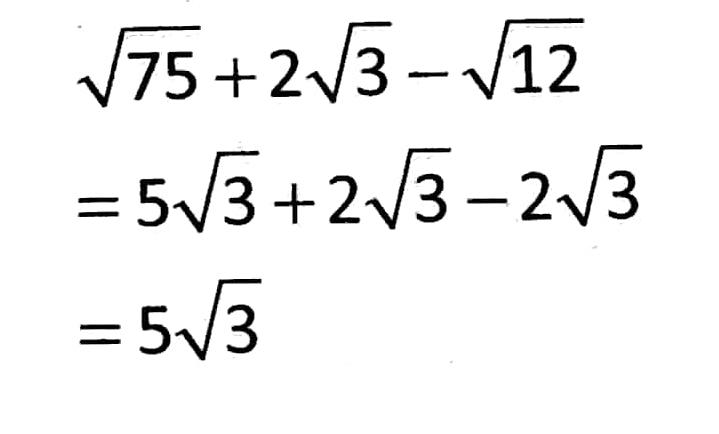 √75 + 2√3 − √12
= 5√3 + 2√3 − 2√3
= 5√3